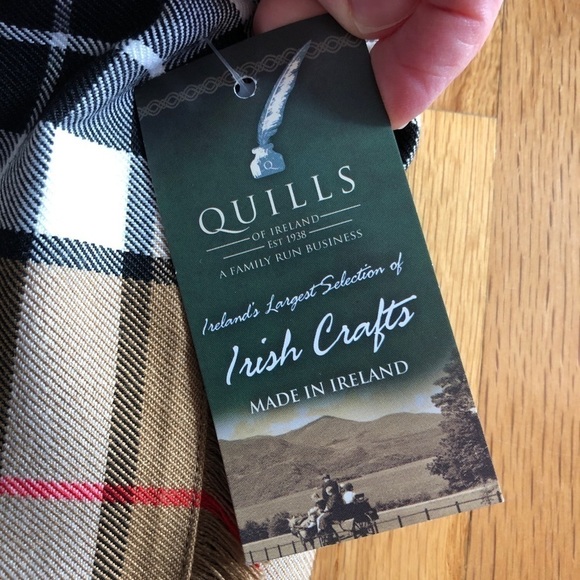 Q
QUILLS
OF IRELAND
EST 1938
A FAMILY RUN BUSINESS
Ireland's Largest Selection of
Irish Crafts
MADE IN IRELAND